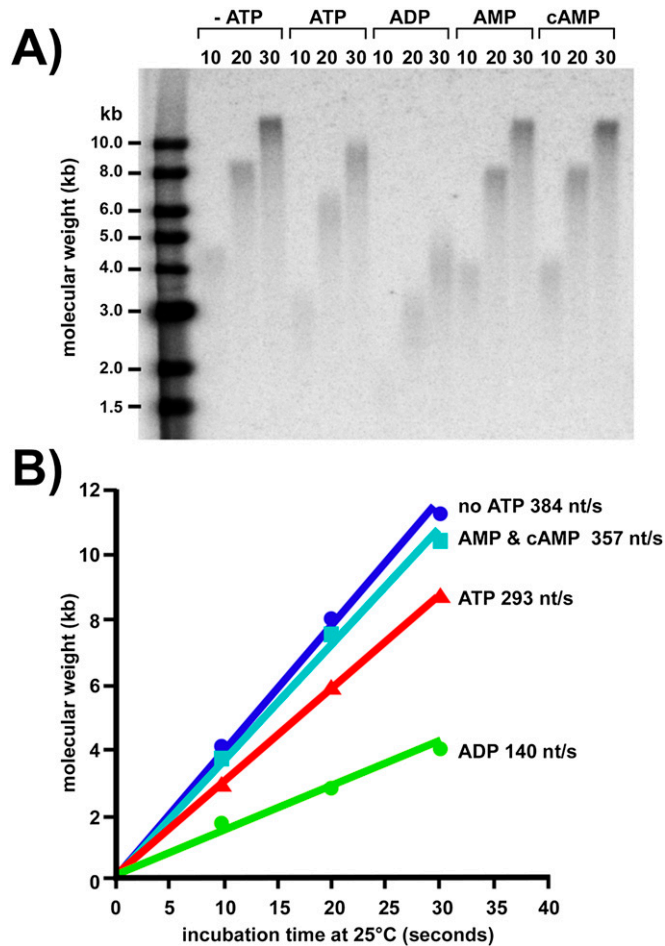 A)
- ATP ATP ADP AMP cAMP
10 20 30 10 20 30 10 20 30 10 20 30 10 20 30
kb
10.0
8.0
6.0
5.0
4.0
3.0
2.0
1.5
molecular weight (kb)
B)
12
10
8
6
4
2
0
molecular weight (kb)
no ATP 384 nt/s
AMP & cAMP 357 nt/s
ATP 293 nt/s
ADP 140 nt/s
0 5 10 15 20 25 30 35 40
incubation time at 25°C (seconds)